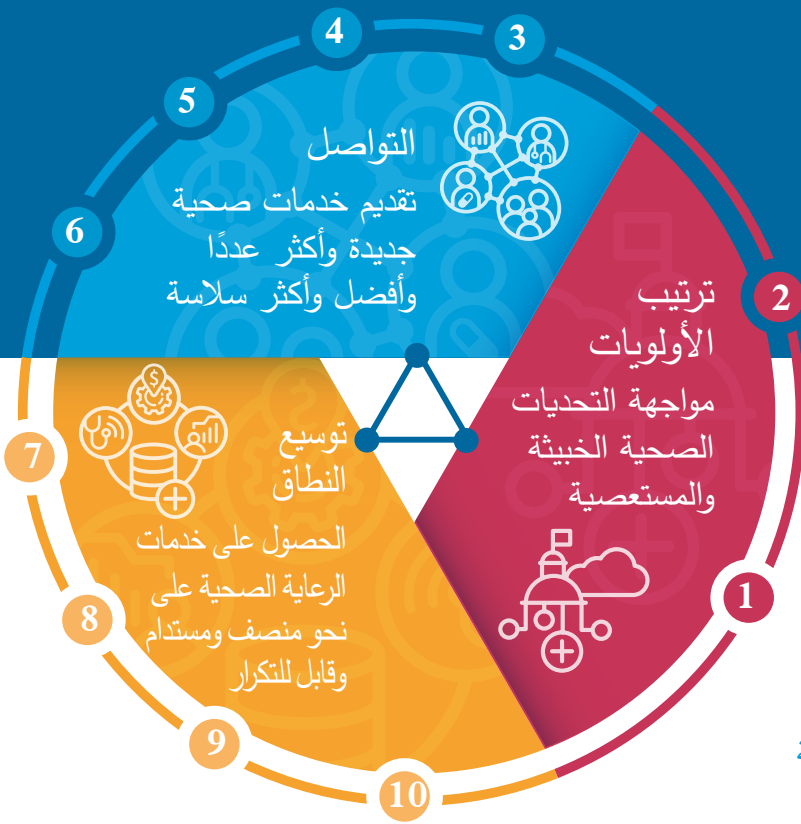 1
2
ترتيب
الأولويات
مواجهة التحديات
الصحية الخبيثة
والمستعصية
3
4
5
6
التواصل
تقديم خدمات صحية
جديدة وأكثر عددًا
وأفضل وأكثر سلاسة
7
8
9
10
توسيع
النطاق
الحصول على خدمات
الرعاية الصحية على
نحو منصف ومستدام
وقابل للتكرار
$